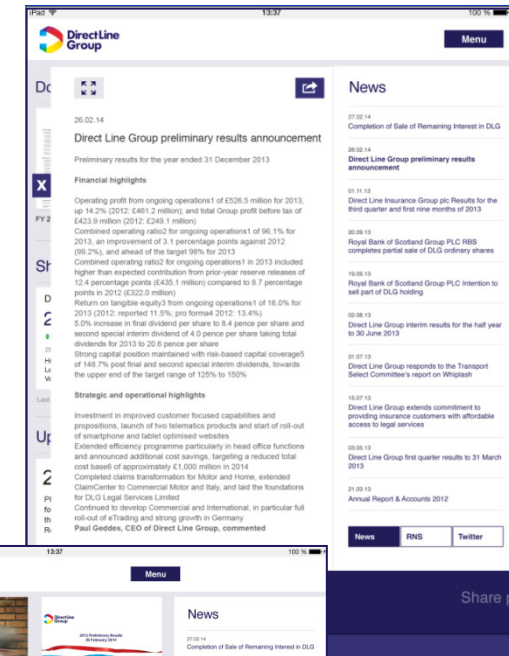 iPad
13:37
100 %
DirectLine
Group
Menu
26.02.14
Direct Line Group preliminary results announcement
Preliminary results for the year ended 31 December 2013
Financial highlights
Operating profit from ongoing operations1 of £526.5 million for 2013,
up 14.2% (2012: £461.2 million); and total Group profit before tax of
£423.9 million (2012: £249.1 million)
Combined operating ratio2 for ongoing operations1 of 96.1% for
2013, an improvement of 3.1 percentage points against 2012
(99.2%), and ahead of the target 98% for 2013
Combined operating ratio2 for ongoing operations1 in 2013 included
higher than expected contribution from prior-year reserve releases of
12.4 percentage points (£435.1 million) compared to 8.7 percentage
points in 2012 (£322.0 million)
Return on tangible equity3 from ongoing operations1 of 16.0% for
2013 (2012: reported 11.5%; pro forma4 2012: 13.4%)
5.0% increase in final dividend per share to 8.4 pence per share and
second special interim dividend of 4.0 pence per share taking total
dividends for 2013 to 20.6 pence per share
Strong capital position maintained with risk-based capital coverage5
of 148.7% post final and second special interim dividends, towards
the upper end of the target range of 125% to 150%
Strategic and operational highlights
Investment in improved customer focused capabilities and
propositions, launch of two telematics products and start of roll-out
of smartphone and tablet optimised websites
Extended efficiency programme particularly in head office functions
and announced additional cost savings, targeting a reduced total
cost base6 of approximately £1,000 million in 2014
Completed claims transformation for Motor and Home, extended
ClaimCenter to Commercial Motor and Italy, and laid the foundations
for DLG Legal Services Limited
Continued to develop Commercial and International, in particular full
roll-out of eTrading and strong growth in Germany
Paul Geddes, CEO of Direct Line Group, commented
Do
X
FY 2
Sh
D
2
Hi
Lo
Vo
Last
Up
2
Pl
fo
th
R
News
27.02.14
Completion of Sale of Remaining Interest in DLG
26.02.14
Direct Line Group preliminary results
announcement
01.11.13
Direct Line Insurance Group plc Results for the
third quarter and first nine months of 2013
20.09.13
Royal Bank of Scotland Group PLC RBS
completes partial sale of DLG ordinary shares
19.09.13
Royal Bank of Scotland Group PLC Intention to
sell part of DLG holding
02.08.13
Direct Line Group interim results for the half year
to 30 June 2013
31.07.13
Direct Line Group responds to the Transport
Select Committee's report on Whiplash
15.07.13
Direct Line Group extends commitment to
providing insurance customers with affordable
access to legal services
03.05.13
Direct Line Group first quarter results to 31 March
2013
21.03.13
Annual Report & Accounts 2012
News
RNS
Twitter
Share p
13:37
100 %
Menu
DirectLine
Group
2013 Preliminary Results
26 February 2014
News
27.02.14
Completion of Sale of Remaining Interest in DLG